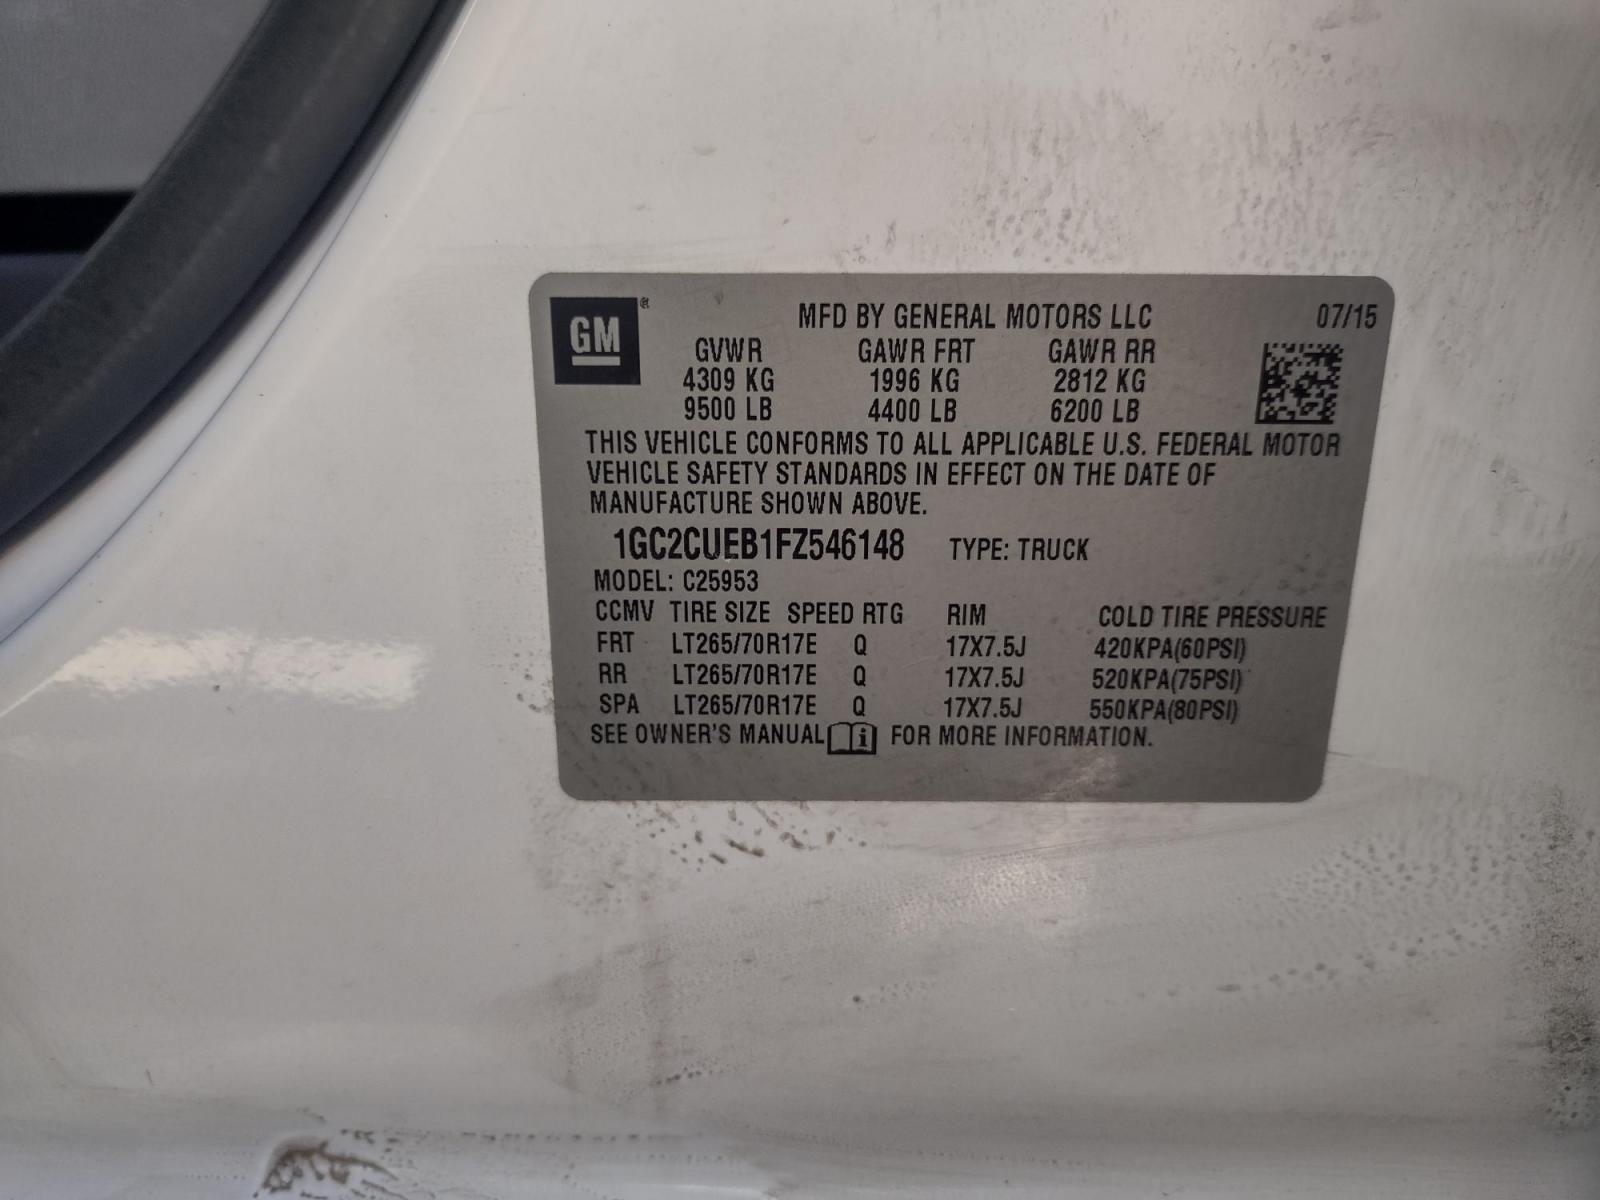 GM ®
MFD BY GENERAL MOTORS LLC 07/15
GVWR GAWR FRT GAWR RR
4309 KG 1996 KG 2812 KG
9500 LB 4400 LB 6200 LB
THIS VEHICLE CONFORMS TO ALL APPLICABLE U.S. FEDERAL MOTOR
VEHICLE SAFETY STANDARDS IN EFFECT ON THE DATE OF
MANUFACTURE SHOWN ABOVE.
1GC2CUEB1FZ546148 TYPE: TRUCK
MODEL: C25953
CCMV TIRE SIZE SPEED RTG RIM COLD TIRE PRESSURE
FRT LT265/70R17E Q 17X7.5J 420KPA(60PSI)
RR LT265/70R17E Q 17X7.5J 520KPA(75PSI)
SPA LT265/70R17E Q 17X7.5J 550KPA(80PSI)
SEE OWNER'S MANUAL i FOR MORE INFORMATION.